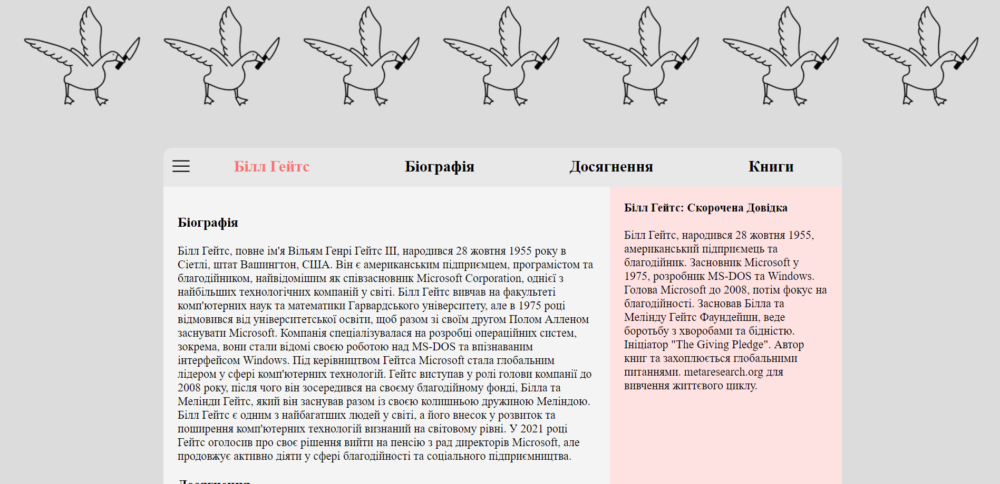 Білл Гейтс
Біографія
Досягнення
Книги
Біографія
Білл Гейтс, повне ім'я Вільям Генрі Гейтс III, народився 28 жовтня 1955 року в
Сіетлі, штат Вашингтон, США. Він є американським підприємцем, програмістом та
благодійником, найвідомішим як співзасновник Microsoft Corporation, однієї з
найбільших технологічних компаній у світі. Білл Гейтс вивчав на факультеті
комп'ютерних наук та математики Гарвардського університету, але в 1975 році
відмовився від університетської освіти, щоб разом зі своїм другом Полом Алленом
заснувати Microsoft. Компанія спеціалізувалася на розробці операційних систем,
зокрема, вони стали відомі своєю роботою над MS-DOS та впізнаваним
інтерфейсом Windows. Під керівництвом Гейтса Microsoft стала глобальним
лідером у сфері комп'ютерних технологій. Гейтс виступав у ролі голови компанії до
2008 року, після чого він зосередився на своєму благодійному фонді, Білла та
Мелінди Гейтс, який він заснував разом із своєю колишньою дружиною Меліндою.
Білл Гейтс є одним з найбагатших людей у світі, а його внесок у розвиток та
поширення комп'ютерних технологій визнаний на світовому рівні. У 2021 році
Гейтс оголосив про своє рішення вийти на пенсію з рад директорів Microsoft, але
продовжує активно діяти у сфері благодійності та соціального підприємництва.
Досягнення
Білл Гейтс: Скорочена Довідка
Білл Гейтс, народився 28 жовтня 1955,
американський підприємець та
благодійник. Засновник Microsoft у
1975, розробник MS-DOS та Windows.
Голова Microsoft до 2008, потім фокус на
благодійності. Засновав Білла та
Мелінду Гейтс Фаундейшн, веде
боротьбу з хворобами та бідністю.
Ініціатор "The Giving Pledge". Автор
книг та захоплюється глобальними
питаннями. metaresearch.org для
вивчення життєвого циклу.